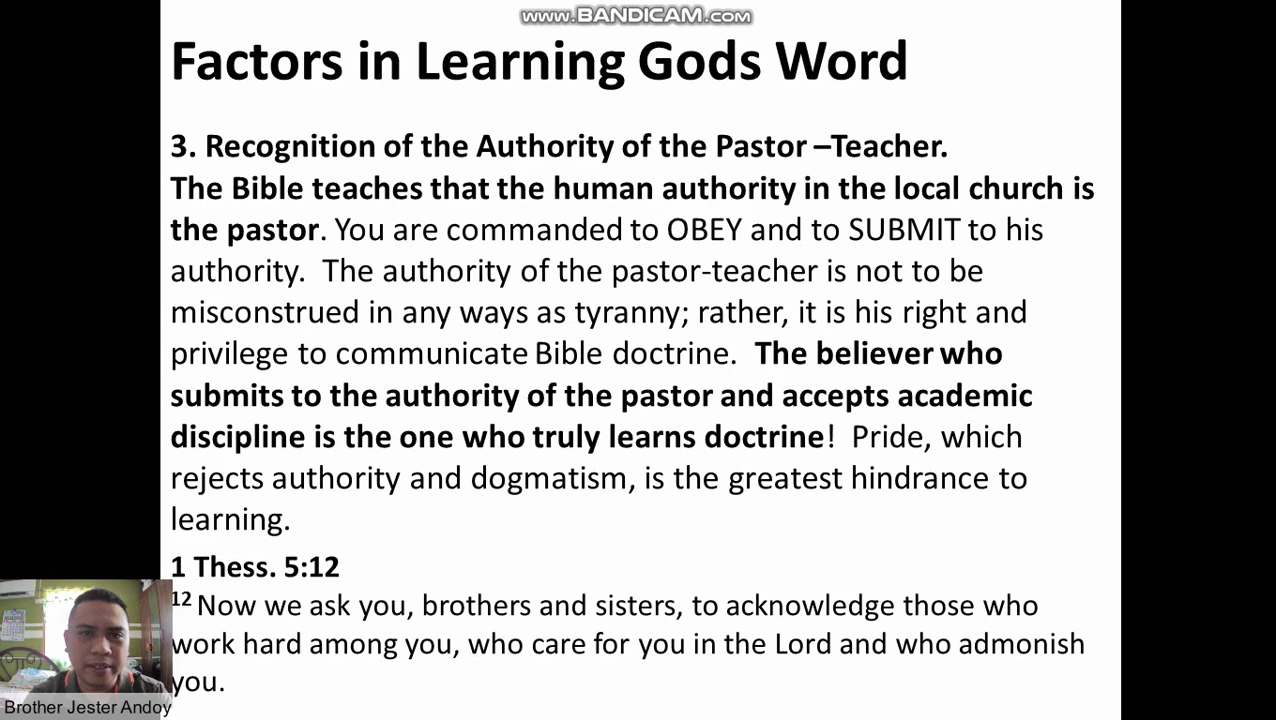 WWW.BANDICAM.COM
Factors in Learning Gods Word
3. Recognition of the Authority of the Pastor –Teacher.
The Bible teaches that the human authority in the local church is
the pastor. You are commanded to OBEY and to SUBMIT to his
authority.  The authority of the pastor-teacher is not to be
misconstrued in any ways as tyranny; rather, it is his right and
privilege to communicate Bible doctrine.  The believer who
submits to the authority of the pastor and accepts academic
discipline is the one who truly learns doctrine!  Pride, which
rejects authority and dogmatism, is the greatest hindrance to
learning.
1 Thess. 5:12
12 Now we ask you, brothers and sisters, to acknowledge those who
work hard among you, who care for you in the Lord and who admonish
you.
Brother Jester Andoy